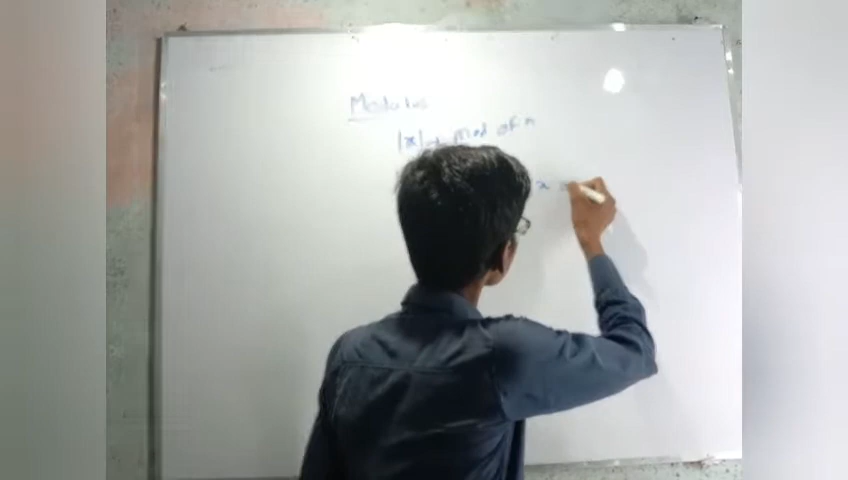 Modulus
|x| → Mod of x
x =